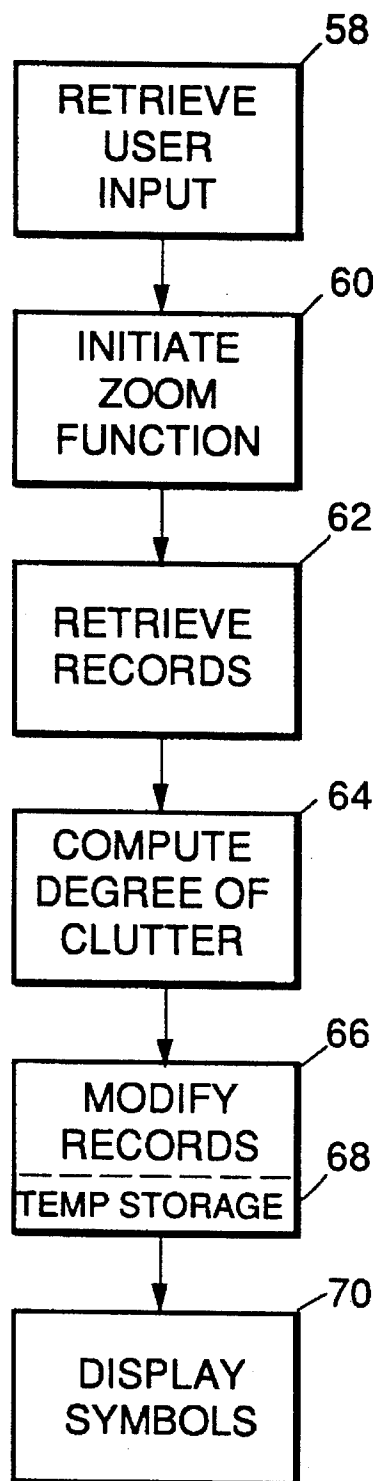 58
RETRIEVE
USER
INPUT
60
INITIATE
ZOOM
FUNCTION
62
RETRIEVE
RECORDS
64
COMPUTE
DEGREE OF
CLUTTER
66
MODIFY
RECORDS
68
TEMP STORAGE
70
DISPLAY
SYMBOLS